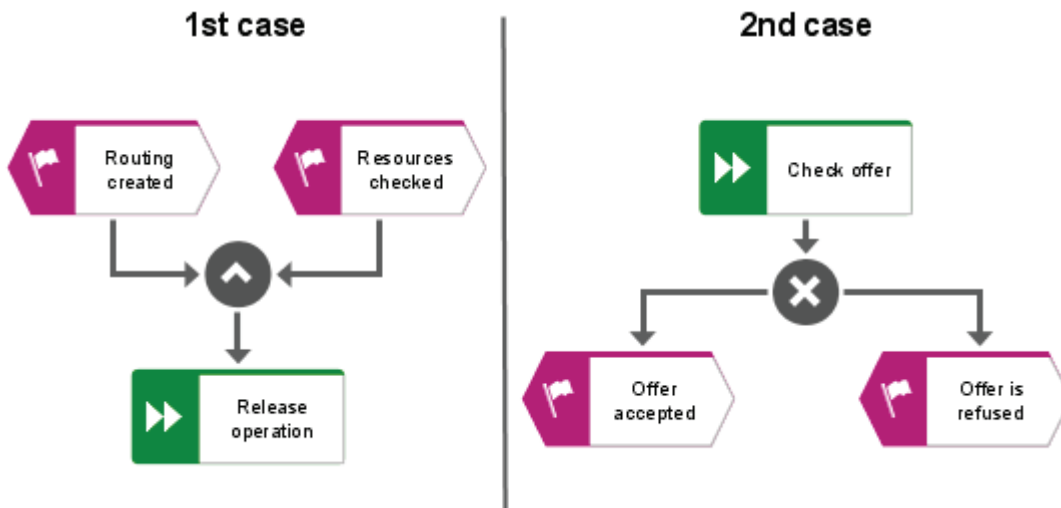 1st case
Routing
created
Resources
checked
Release
operation
2nd case
Check offer
Offer
accepted
Offer is
refused